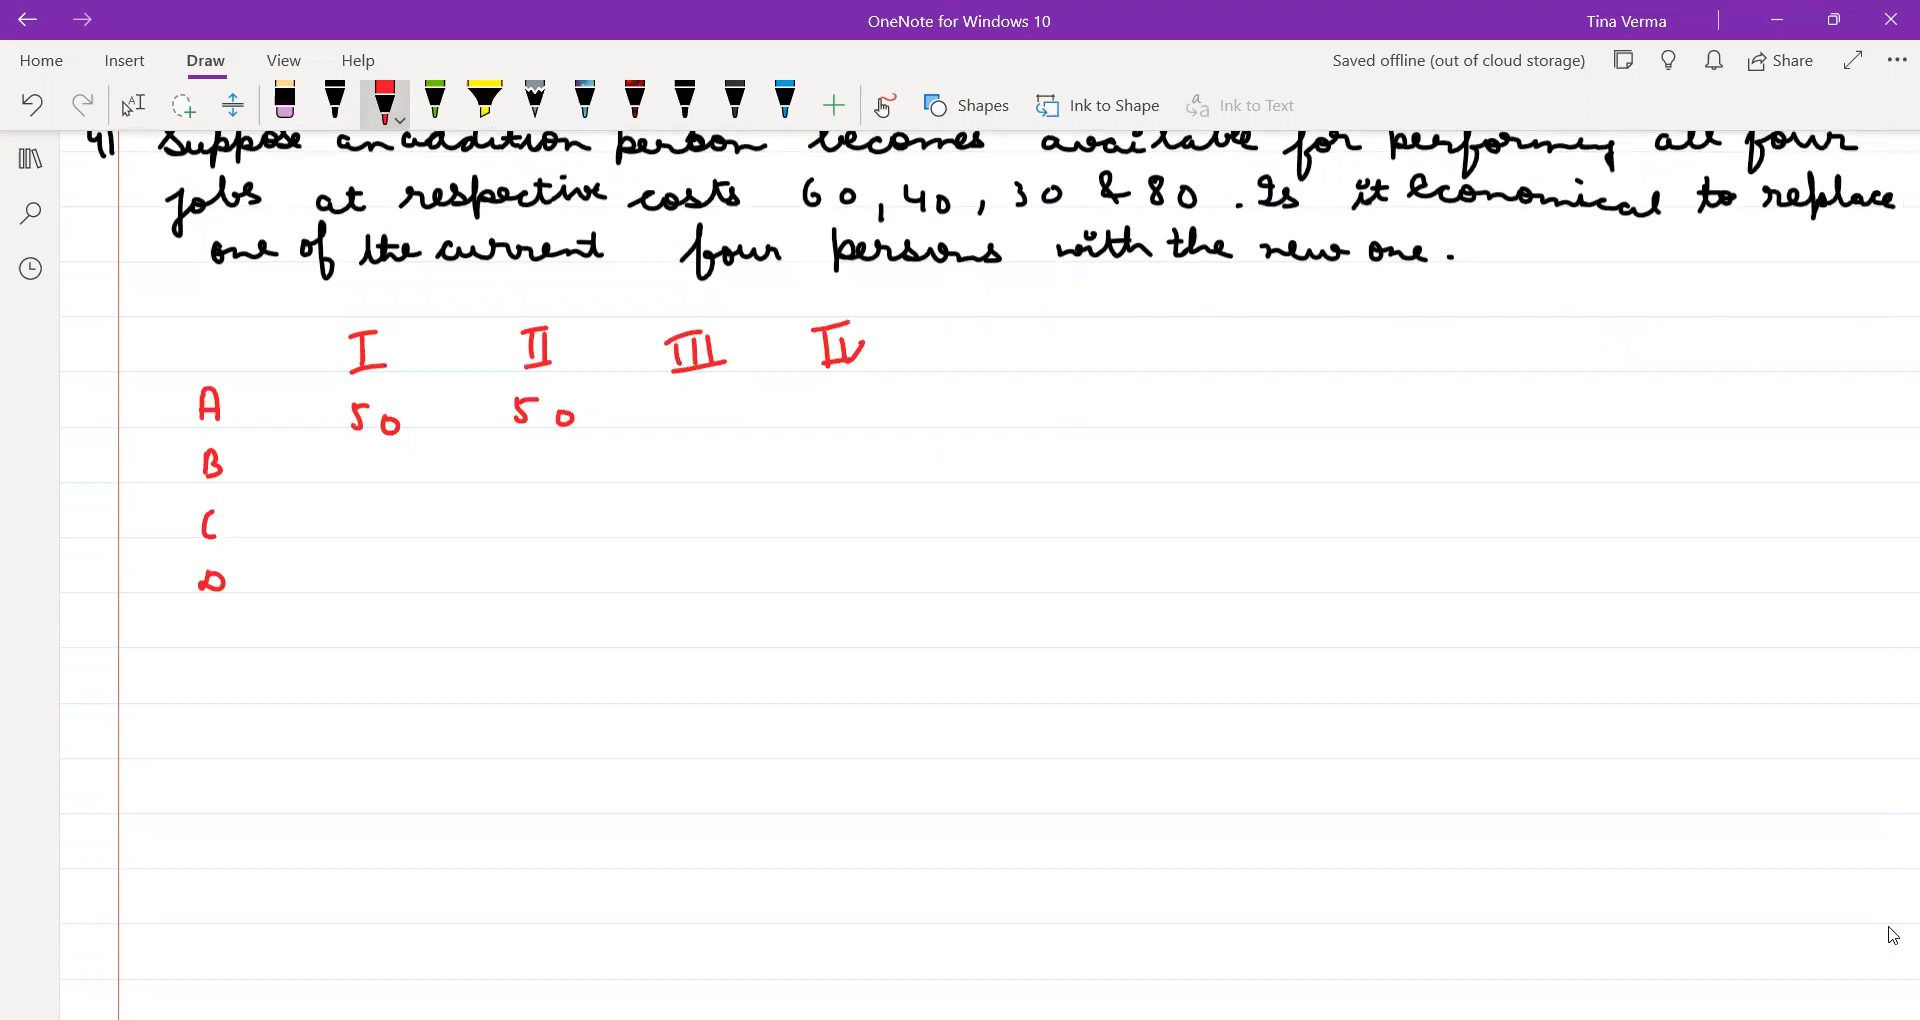 OneNote for Windows 10
Tina Verma
Home Insert Draw View Help
Saved offline (out of cloud storage) Share
Shapes Ink to Shape Ink to Text
Suppose an addition person becomes available for performing all four
jobs at respective costs 60, 40, 30 & 80. Is it economical to replace
one of the current four persons with the new one.
I II III IV
A 50 50
B
C
D